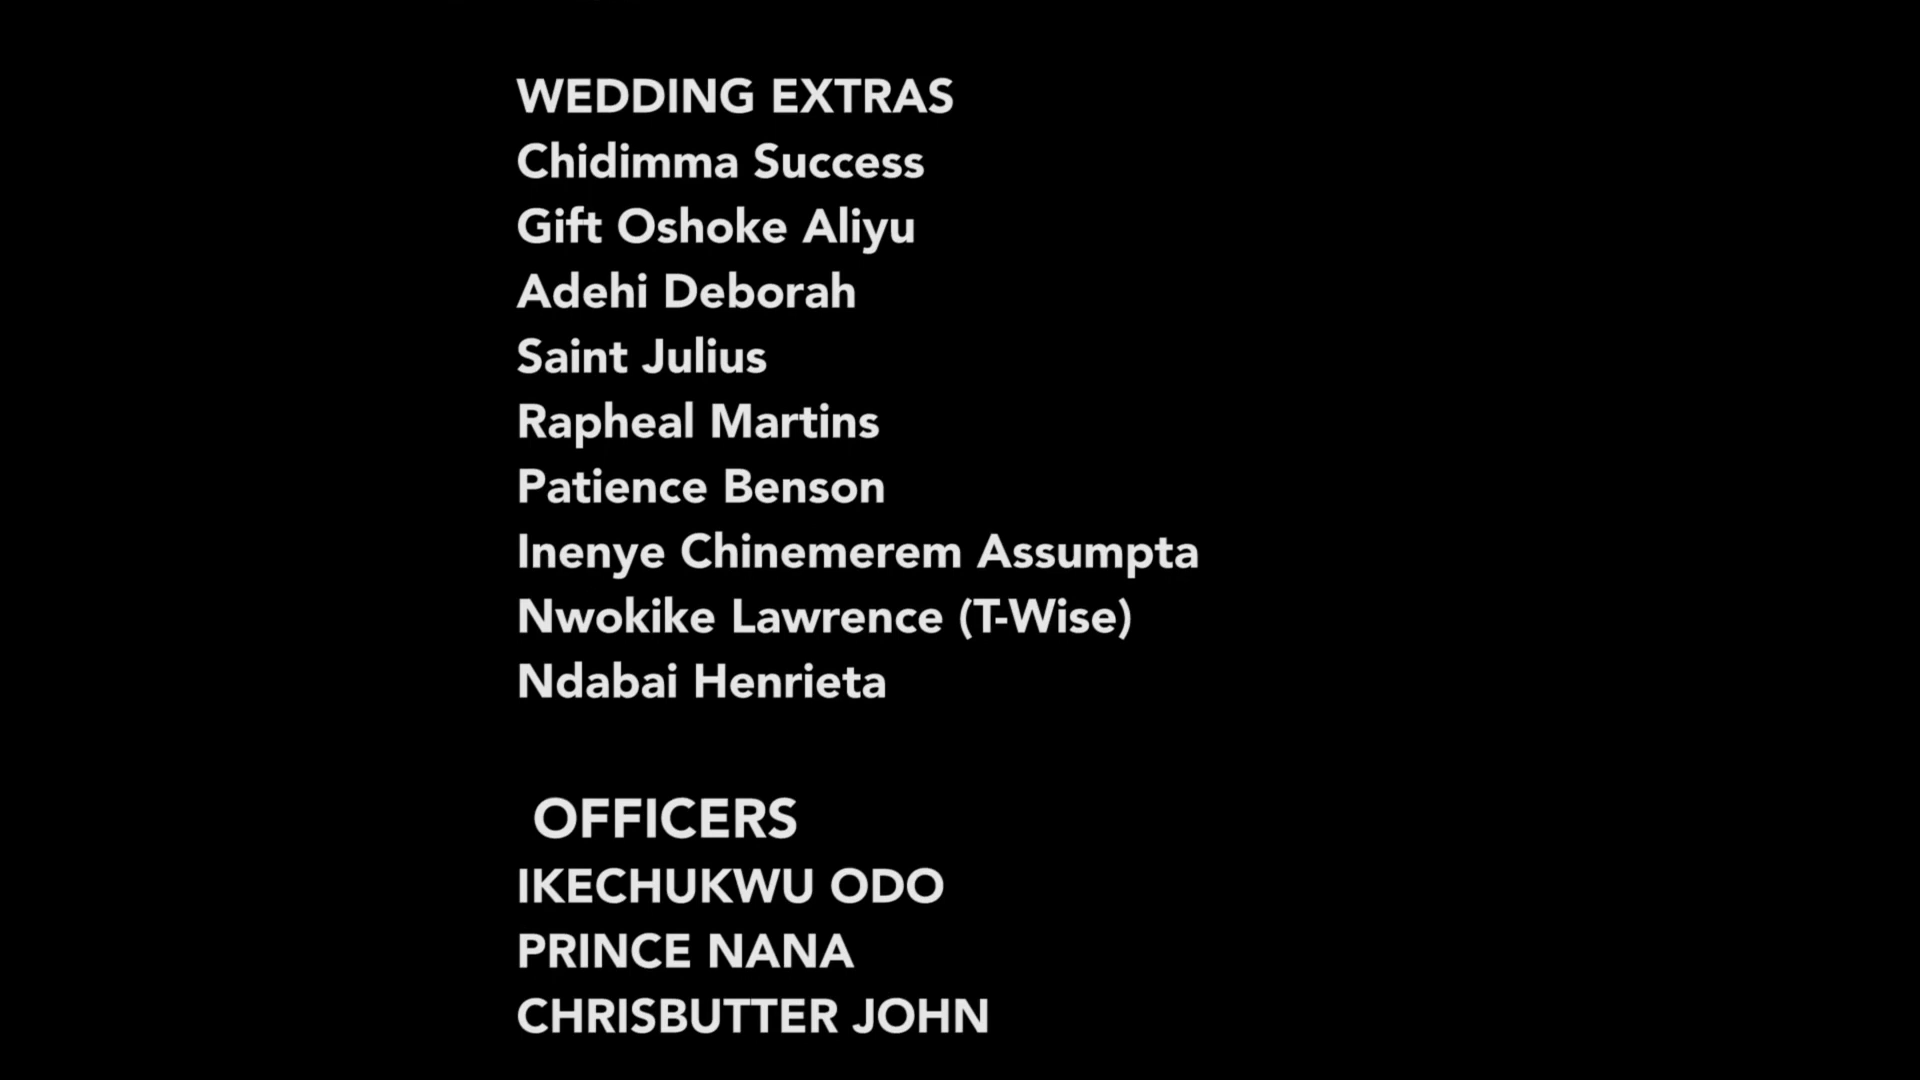 WEDDING EXTRAS
Chidimma Success
Gift Oshoke Aliyu
Adehi Deborah
Saint Julius
Rapheal Martins
Patience Benson
Inenye Chinemerem Assumpta
Nwokike Lawrence (T-Wise)
Ndabai Henrieta
OFFICERS
IKECHUKWU ODO
PRINCE NANA
CHRISBUTTER JOHN